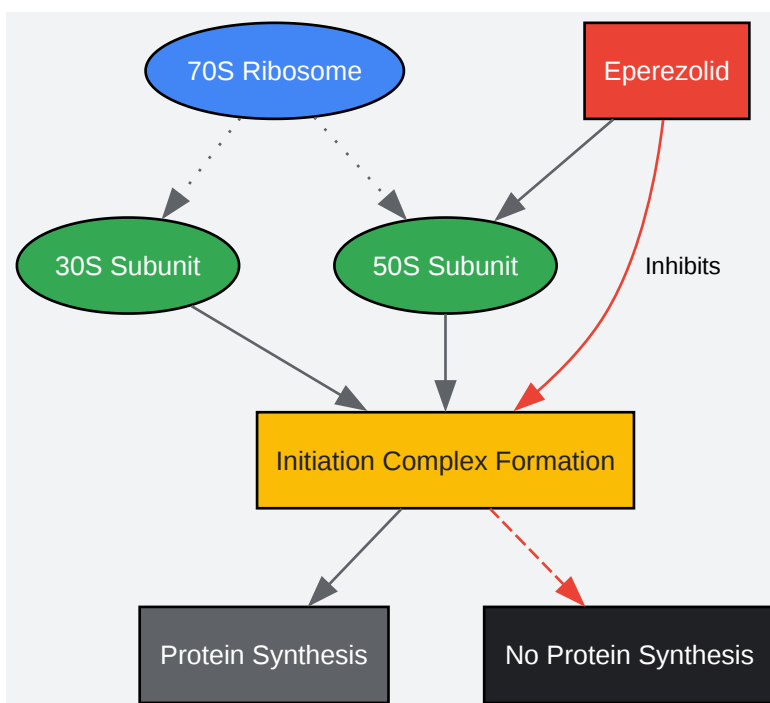 70S Ribosome
Eperezolid
30S Subunit
50S Subunit
Inhibits
Initiation Complex Formation
Protein Synthesis
No Protein Synthesis